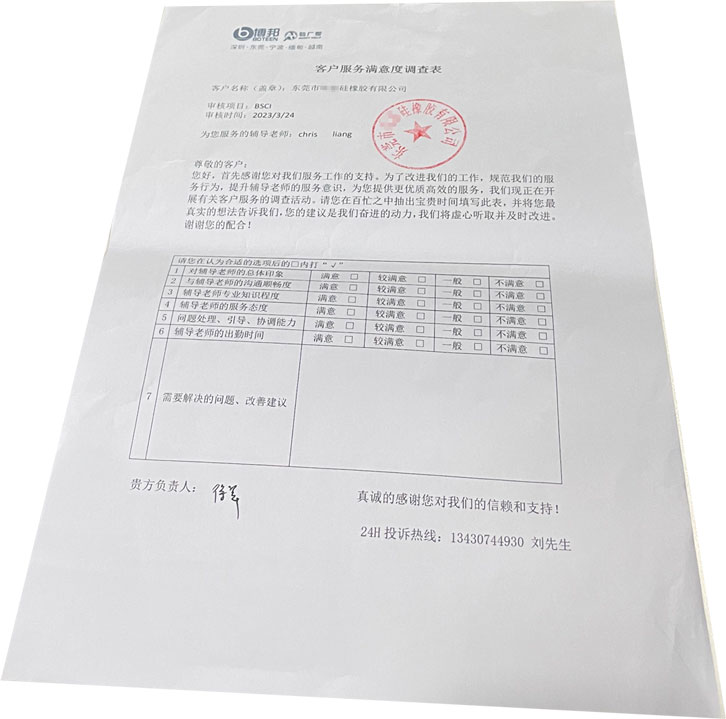 博邦
BOTEEN
深圳·东莞·宁波·越南
客户服务满意度调查表
客户名称（盖章）：东莞市 硅橡胶有限公司
审核项目：BSCI
审核时间：2023/3/24
为您服务的辅导老师：chris liang
东莞市 硅橡胶有限公司
尊敬的客户：
您好，首先感谢您对我们服务工作的支持。为了改进我们的工作，规范我们的服
务行为，提升辅导老师的服务意识，为您提供更优质高效的服务，我们现正在开
展有关客户服务的调查活动。请您在百忙之中抽出宝贵时间填写此表，并将您最
真实的想法告诉我们，您的建议是我们奋进的动力，我们将虚心听取并及时改进。
谢谢您的配合！
请您在认为合适的选项后的□内打“√”
1 对辅导老师的总体印象 满意 □ 较满意 □ 一般 □ 不满意 □
2 与辅导老师的沟通顺畅度 满意 □ 较满意 □ 一般 □ 不满意 □
3 辅导老师专业知识程度 满意 □ 较满意 □ 一般 □ 不满意 □
4 辅导老师的服务态度 满意 □ 较满意 □ 一般 □ 不满意 □
5 问题处理、引导、协调能力 满意 □ 较满意 □ 一般 □ 不满意 □
6 辅导老师的出勤时间 满意 □ 较满意 □ 一般 □ 不满意 □
7 需要解决的问题、改善建议
贵方负责人：
真诚的感谢您对我们的信赖和支持！
24H 投诉热线：13430744930 刘先生